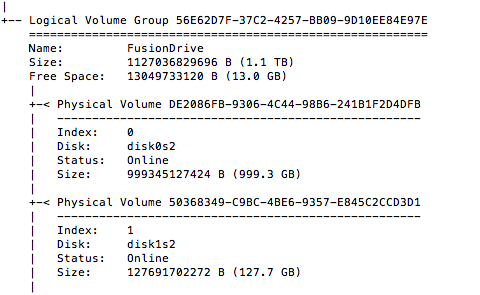 |
+-- Logical Volume Group 56E62D7F-37C2-4257-BB09-9D10EE84E97E
=========================================================
Name: FusionDrive
Size: 1127036829696 B (1.1 TB)
Free Space: 13049733120 B (13.0 GB)
|
+-< Physical Volume DE2086FB-9306-4C44-98B6-241B1F2D4DFB
| ----------------------------------------------------
| Index: 0
| Disk: disk0s2
| Status: Online
| Size: 999345127424 B (999.3 GB)
|
+-< Physical Volume 50368349-C9BC-4BE6-9357-E845C2CCD3D1
| ----------------------------------------------------
| Index: 1
| Disk: disk1s2
| Status: Online
| Size: 127691702272 B (127.7 GB)
|